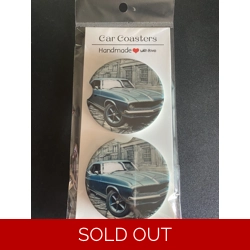 Car Coasters
Handmade with love
SOLD OUT